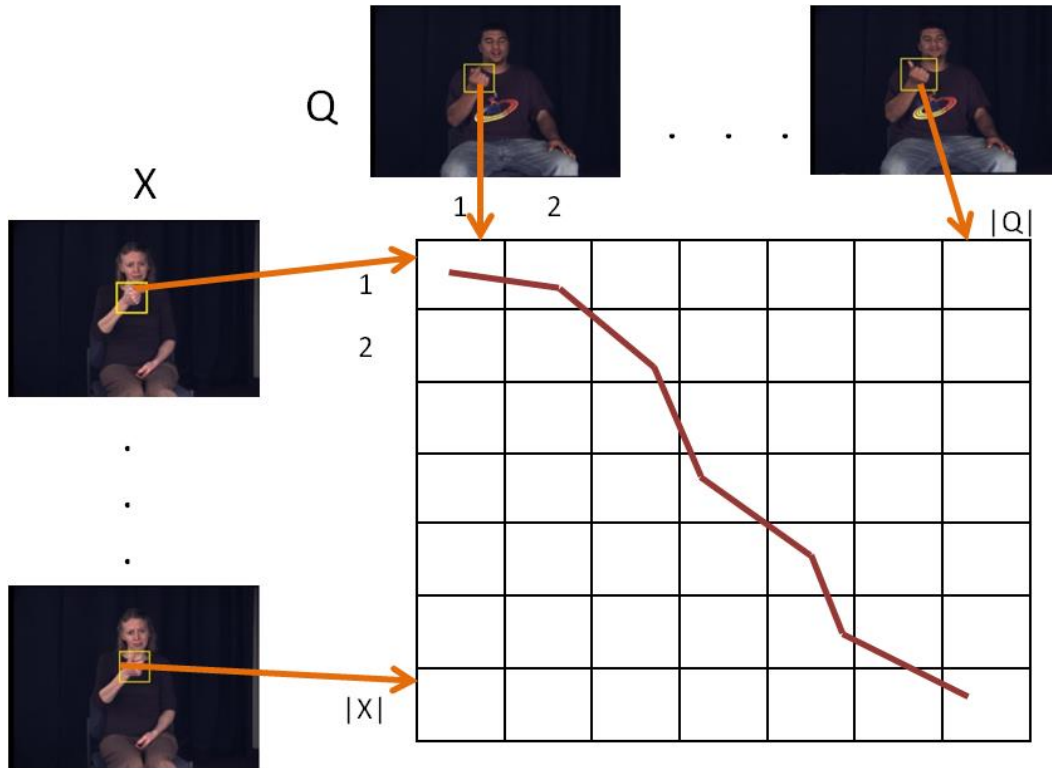 Q
X
. . .
1 2
|Q|
1
2
.
.
.
|X|